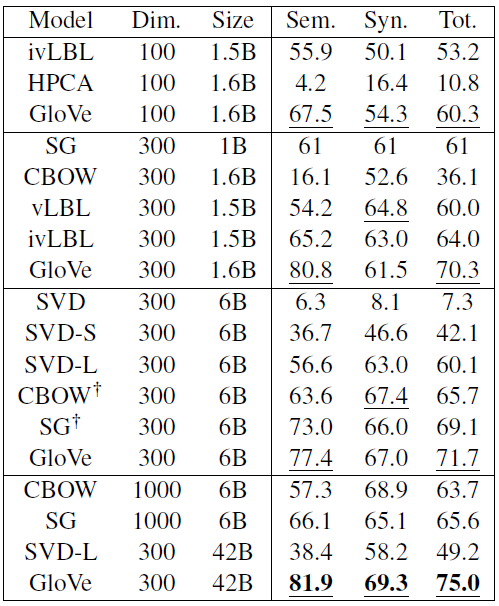 Model Dim. Size Sem. Syn. Tot.
ivLBL 100 1.5B 55.9 50.1 53.2
HPCA 100 1.6B 4.2 16.4 10.8
GloVe 100 1.6B 67.5 54.3 60.3
SG 300 1B 61 61 61
CBOW 300 1.6B 16.1 52.6 36.1
vLBL 300 1.5B 54.2 64.8 60.0
ivLBL 300 1.5B 65.2 63.0 64.0
GloVe 300 1.6B 80.8 61.5 70.3
SVD 300 6B 6.3 8.1 7.3
SVD-S 300 6B 36.7 46.6 42.1
SVD-L 300 6B 56.6 63.0 60.1
CBOW† 300 6B 63.6 67.4 65.7
SG† 300 6B 73.0 66.0 69.1
GloVe 300 6B 77.4 67.0 71.7
CBOW 1000 6B 57.3 68.9 63.7
SG 1000 6B 66.1 65.1 65.6
SVD-L 300 42B 38.4 58.2 49.2
GloVe 300 42B 81.9 69.3 75.0